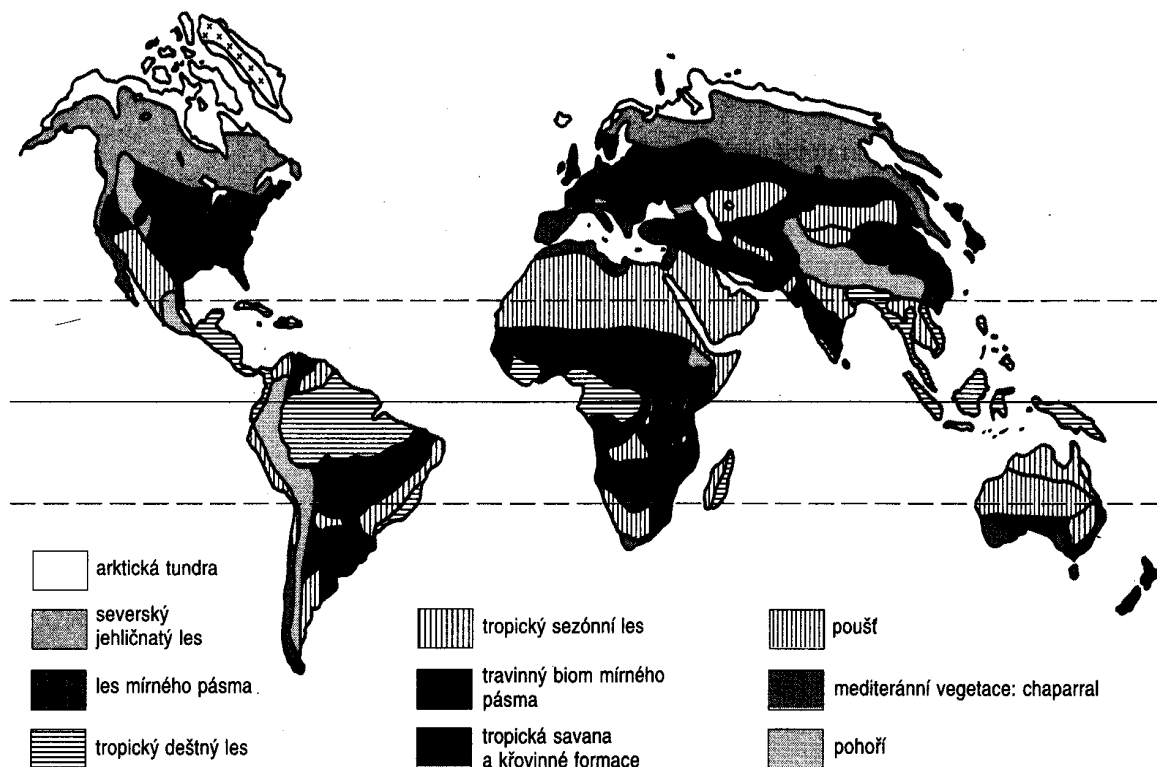 arktická tundra
severský
jehličnatý les
les mírného pásma
tropický deštný les
tropický sezónní les
travinný biom mírného
pásma
tropická savana
a křovinné formace
poušť
mediteránní vegetace: chaparral
pohoří